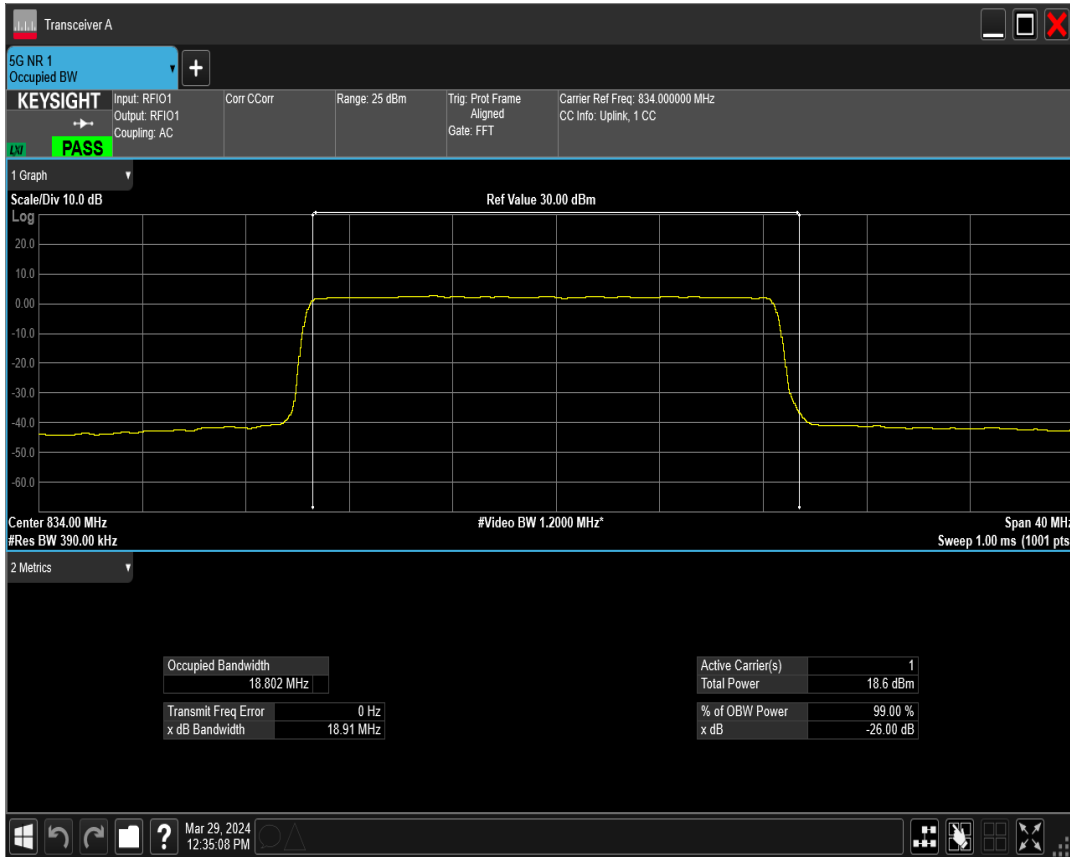 Transceiver A
5G NR 1
Occupied BW
+
KEYSIGHT
LXI
PASS
Input: RFIO1
Output: RFIO1
Coupling: AC
Corr CCorr
Range: 25 dBm
Trig: Prot Frame
Aligned
Gate: FFT
Carrier Ref Freq: 834.000000 MHz
CC Info: Uplink, 1 CC
1 Graph
Scale/Div 10.0 dB
Ref Value 30.00 dBm
Log
20.0
10.0
0.00
-10.0
-20.0
-30.0
-40.0
-50.0
-60.0
Center 834.00 MHz
#Video BW 1.2000 MHz*
Span 40 MHz
#Res BW 390.00 kHz
Sweep 1.00 ms (1001 pts
2 Metrics
Occupied Bandwidth
18.802 MHz
Transmit Freq Error 0 Hz
x dB Bandwidth 18.91 MHz
Active Carrier(s) 1
Total Power 18.6 dBm
% of OBW Power 99.00 %
x dB -26.00 dB
?
Mar 29, 2024
12:35:08 PM